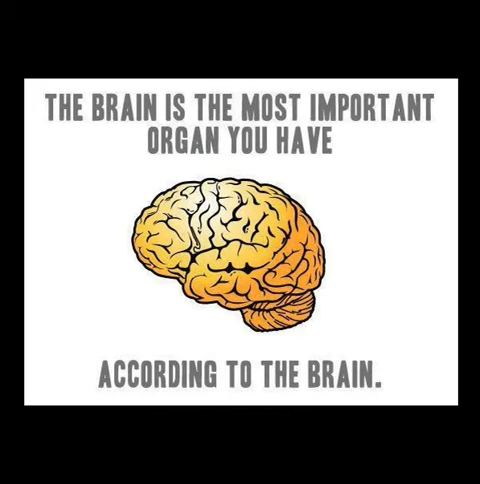 THE BRAIN IS THE MOST IMPORTANT
ORGAN YOU HAVE
ACCORDING TO THE BRAIN.